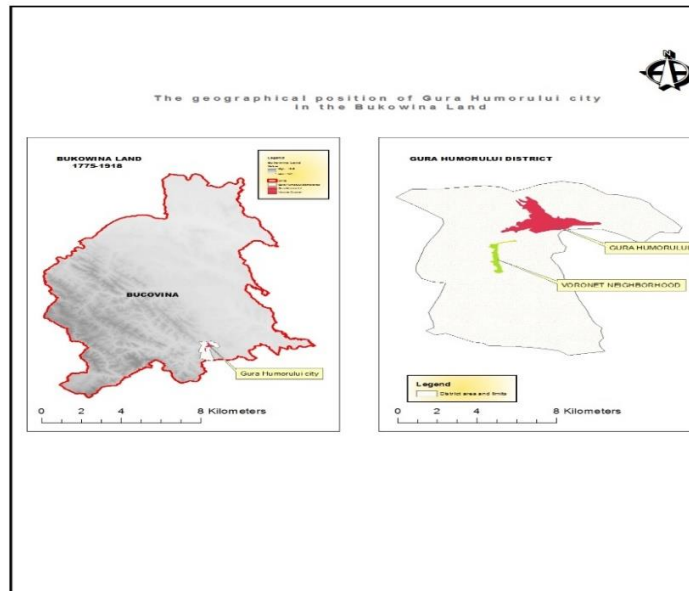 N
The geographical position of Gura Humorului city
in the Bukowina Land
BUKOWINA LAND
1775-1918
Legend
BUCOVINA
Gura Humorului city
0 2 4 8 Kilometers
GURA HUMORULUI DISTRICT
GURA HUMORULUI
VORONET NEIGHBORHOOD
Legend
District area and limits
0 2 4 8 Kilometers